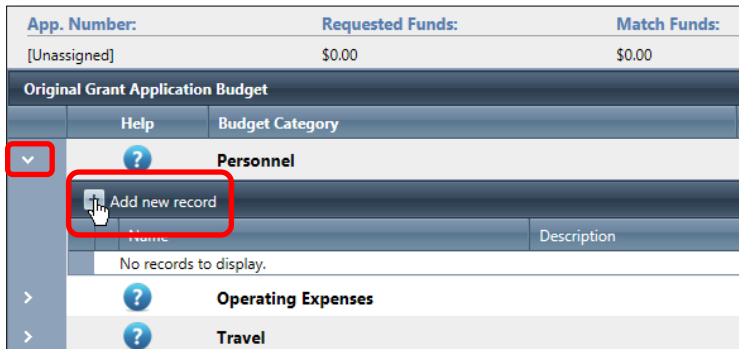 App. Number: Requested Funds: Match Funds:
[Unassigned] $0.00 $0.00
Original Grant Application Budget
Help Budget Category
? Personnel
Add new record
Name Description
No records to display.
? Operating Expenses
? Travel